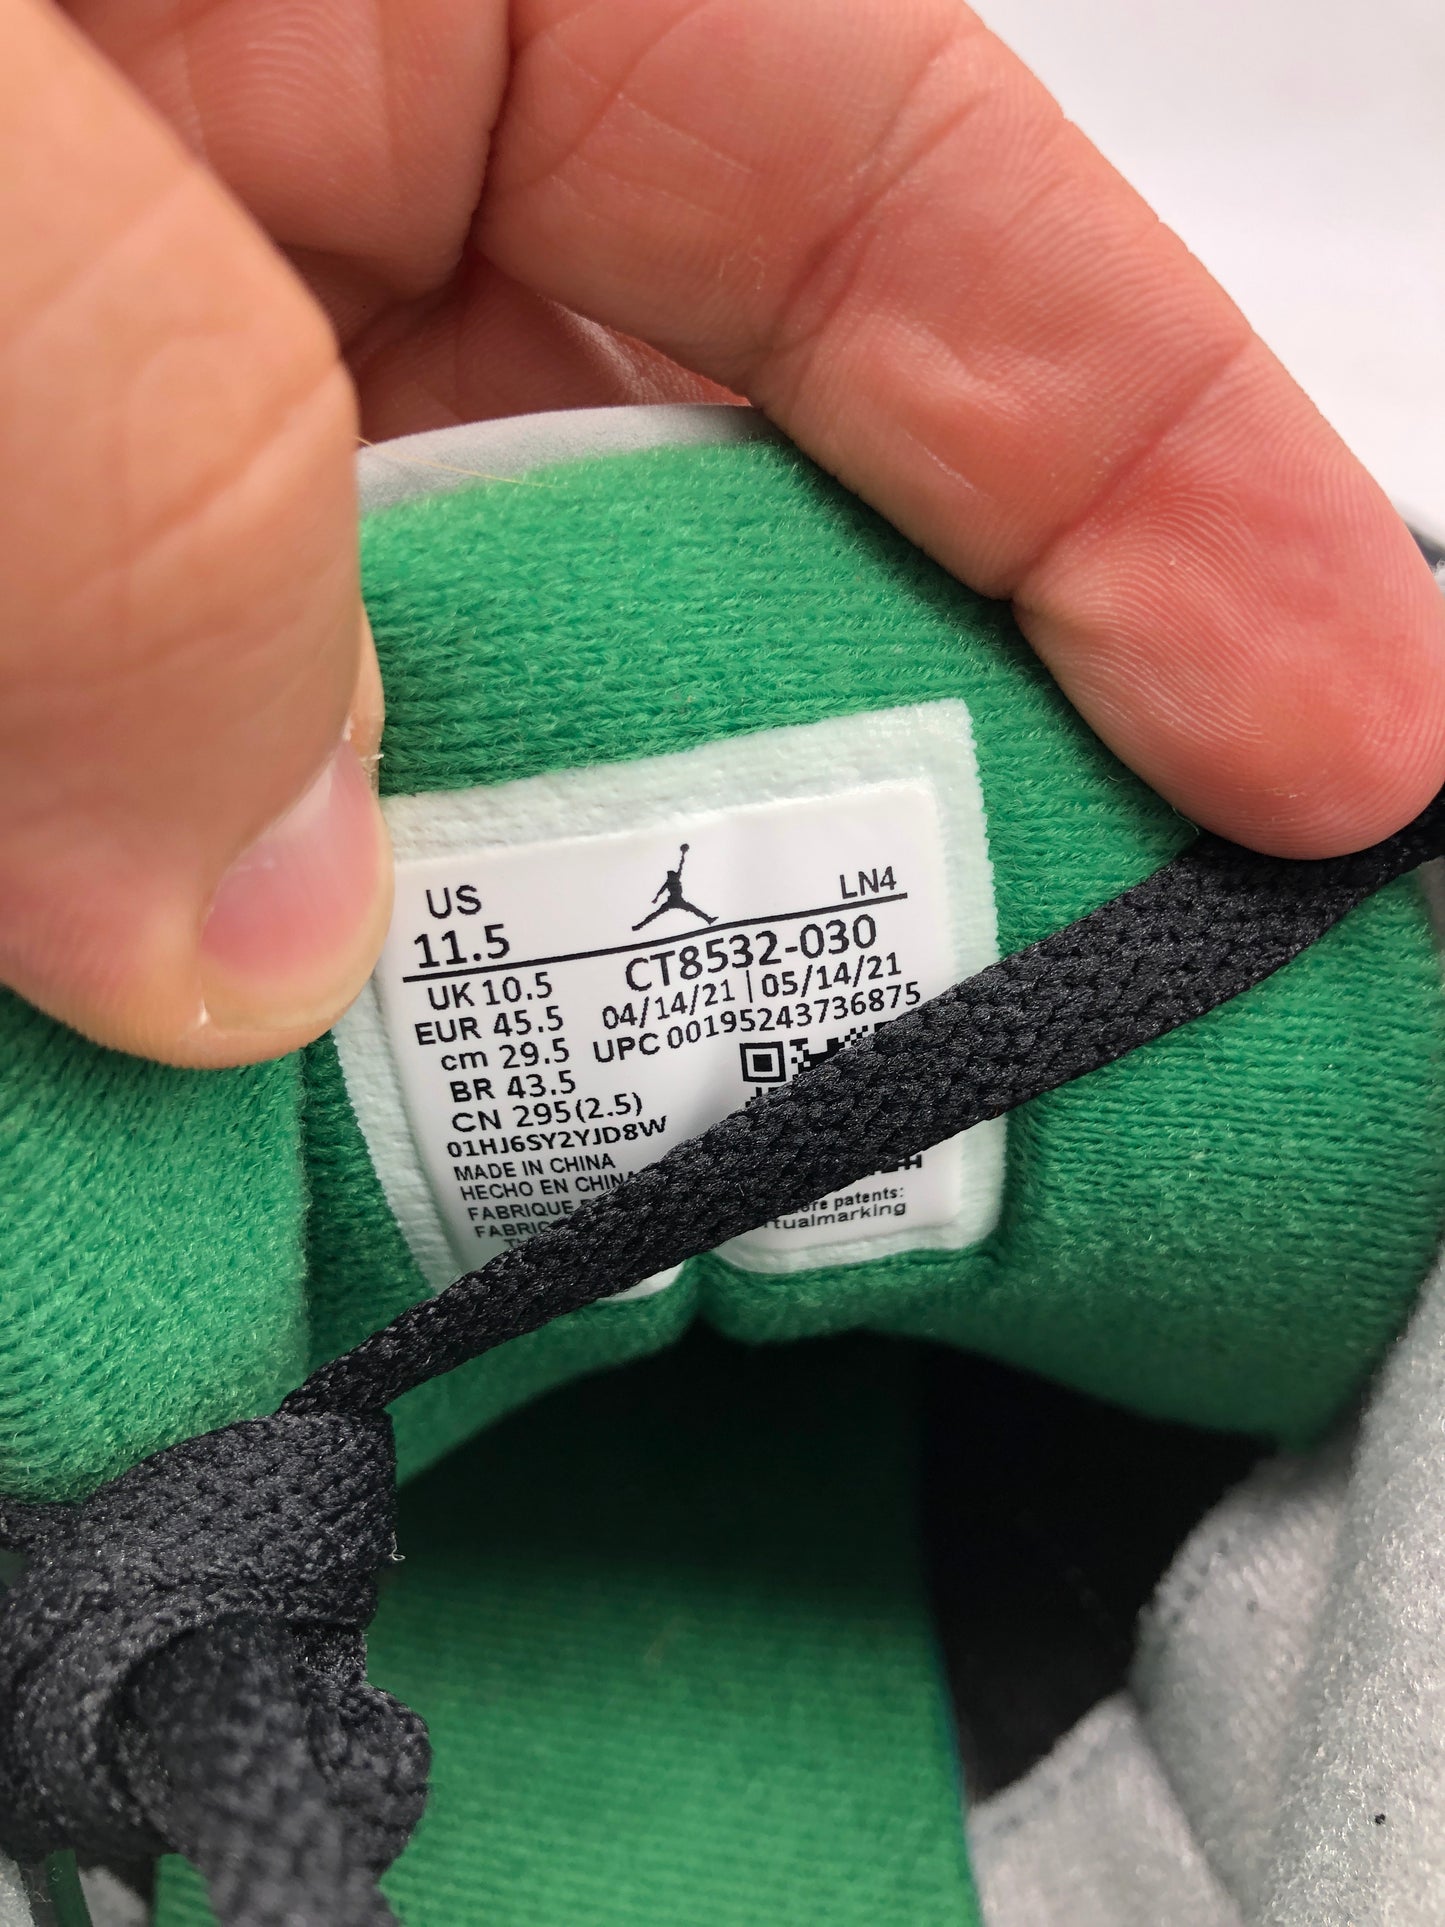 US
LN4
11.5
CT8532-030
UK 10.5
04/14/21 | 05/14/21
EUR 45.5
UPC 00195243736875
cm 29.5
BR 43.5
CN 295(2.5)
01HJ6SY2YJD8W
MADE IN CHINA
HECHO EN CHINA
FABRIQUE
patents: